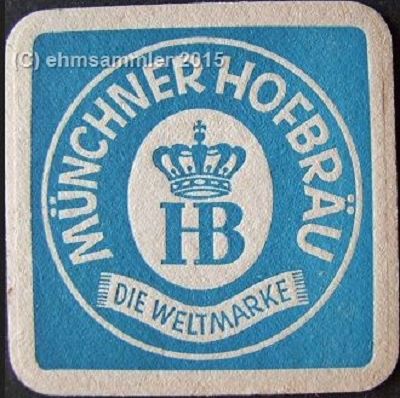 (C) ehmsammler 2015
MÜNCHNER HOFBRÄU
HB
DIE WELTMARKE